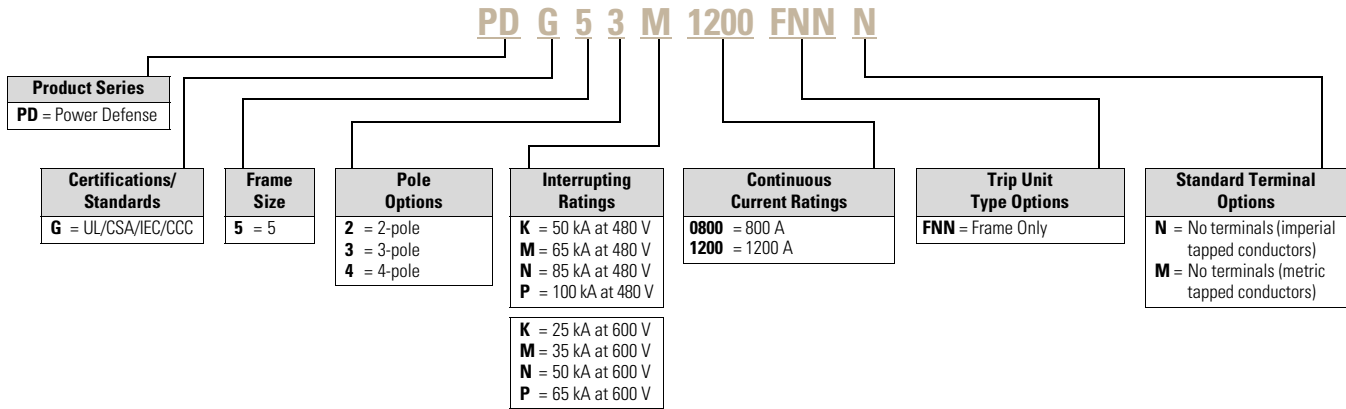 PD G 5 3 M 1200 FNN N
Product Series
PD = Power Defense
Certifications/
Standards
G = UL/CSA/IEC/CCC
Frame
Size
5 = 5
Pole
Options
2 = 2-pole
3 = 3-pole
4 = 4-pole
Interrupting
Ratings
K = 50 kA at 480 V
M = 65 kA at 480 V
N = 85 kA at 480 V
P = 100 kA at 480 V
K = 25 kA at 600 V
M = 35 kA at 600 V
N = 50 kA at 600 V
P = 65 kA at 600 V
Continuous
Current Ratings
0800 = 800 A
1200 = 1200 A
Trip Unit
Type Options
FNN = Frame Only
Standard Terminal
Options
N = No terminals (imperial
tapped conductors)
M = No terminals (metric
tapped conductors)